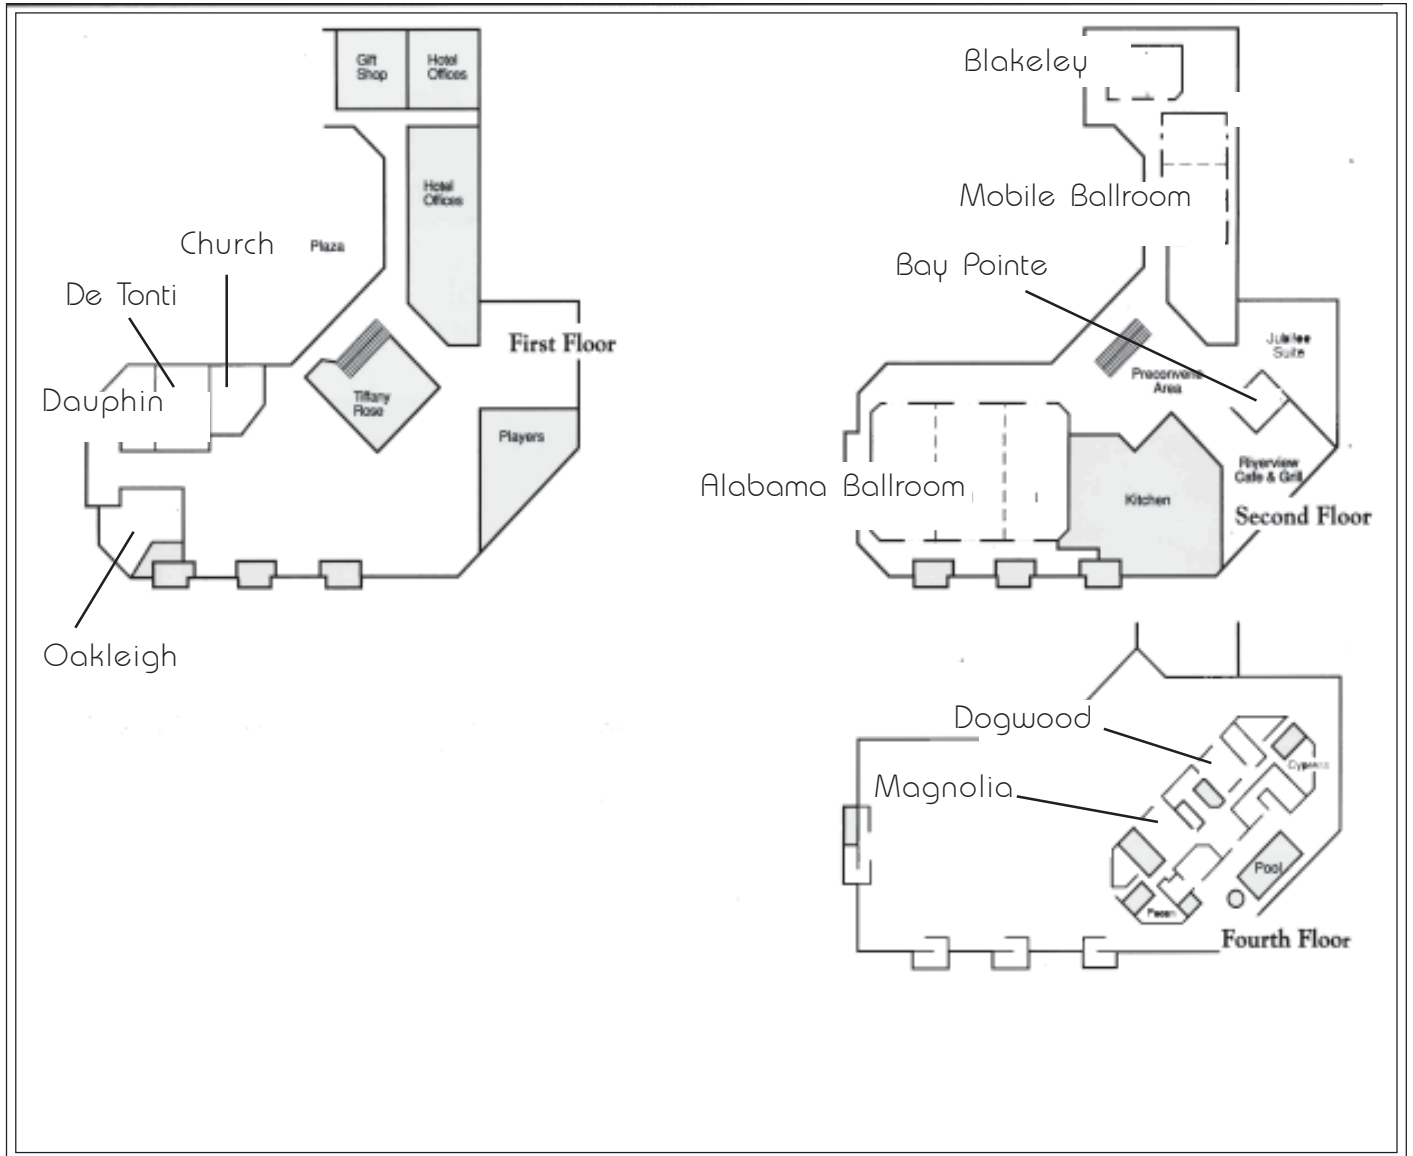 Gift
Shop
Hotel
Offices
Hotel
Offices
Plaza
Church
De Tonti
Dauphin
Tiffany
Rose
First Floor
Players
Oakleigh
Blakeley
Mobile Ballroom
Bay Pointe
Jubilee
Suite
Preconvene
Area
Alabama Ballroom
Kitchen
Riverview
Cafe & Grill
Second Floor
Dogwood
Magnolia
Cypress
Pool
Pecan
Fourth Floor